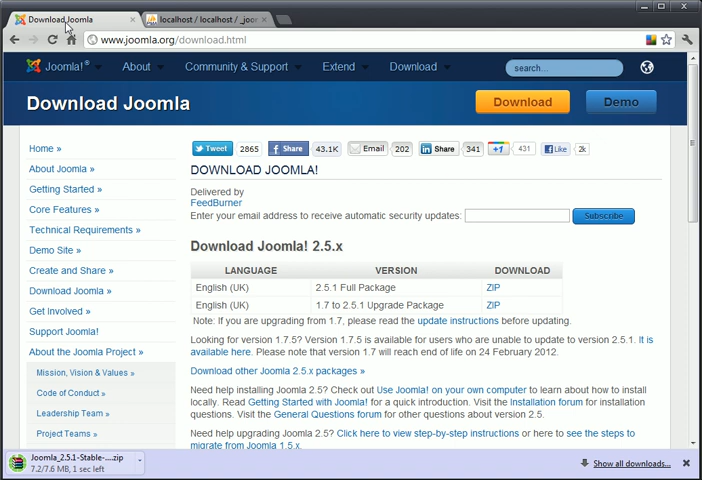 Download Joomla
localhost / localhost / _joor
www.joomla.org/download.html
Joomla!®
About
Community & Support
Extend
Download
search...
Download Joomla
Download
Demo
Home »
About Joomla »
Getting Started »
Core Features »
Technical Requirements »
Demo Site »
Create and Share »
Download Joomla »
Get Involved »
Support Joomla!
About the Joomla Project »
Mission, Vision & Values »
Code of Conduct »
Leadership Team »
Project Teams »
Tweet 2865 Share 43.1K Email 202 Share 341 +1 431 Like 2k
DOWNLOAD JOOMLA!
Delivered by
FeedBurner
Enter your email address to receive automatic security updates: Subscribe
Download Joomla! 2.5.x
LANGUAGE VERSION DOWNLOAD
English (UK) 2.5.1 Full Package ZIP
English (UK) 1.7 to 2.5.1 Upgrade Package ZIP
Note: If you are upgrading from 1.7, please read the update instructions before updating.
Looking for version 1.7.5? Version 1.7.5 is available for users who are unable to update to version 2.5.1. It is
available here. Please note that version 1.7 will reach end of life on 24 February 2012.
Download other Joomla 2.5.x packages »
Need help installing Joomla 2.5? Check out Use Joomla! on your own computer to learn about how to install
locally. Read Getting Started with Joomla! for a quick introduction. Visit the Installation forum for installation
questions. Visit the General Questions forum for other questions about version 2.5.
Need help upgrading Joomla 2.5? Click here to view step-by-step instructions or here to see the steps to
migrate from Joomla 1.5.x.
Joomla_2.5.1-Stable-....zip
7.2/7.6 MB, 1 sec left
Show all downloads...